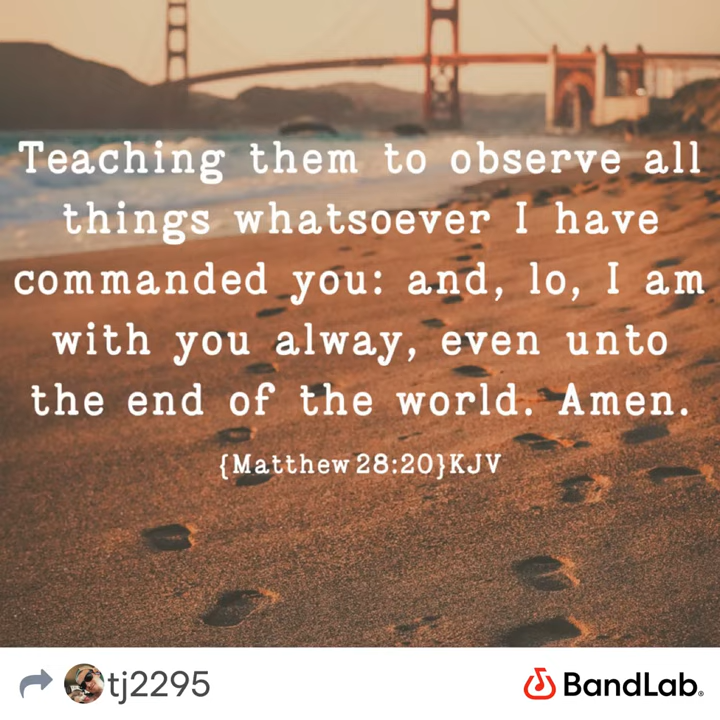 Teaching them to observe all
things whatsoever I have
commanded you: and, lo, I am
with you alway, even unto
the end of the world. Amen.
{Matthew 28:20}KJV
tj2295
BandLab®